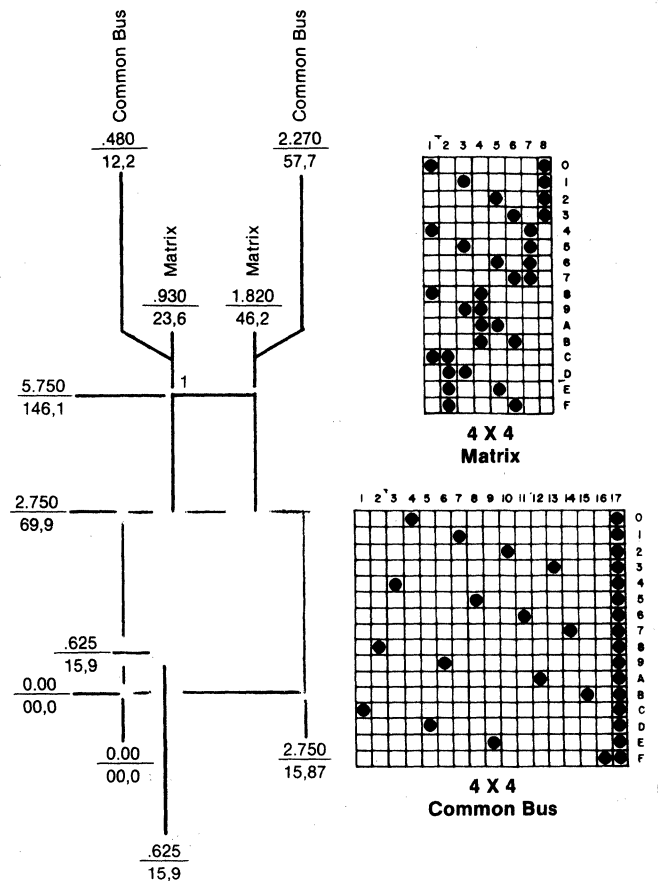 Common Bus
Common Bus
.480
12,2
2.270
57,7
Matrix
Matrix
.930
23,6
1.820
46,2
5.750
146,1
1
2.750
69,9
.625
15,9
0.00
00,0
0.00
00,0
2.750
15,87
.625
15,9
1 2 3 4 5 6 7 8
0
1
2
3
4
5
6
7
8
9
A
B
C
D
E
F
4 X 4
Matrix
1 2 3 4 5 6 7 8 9 10 11 12 13 14 15 16 17
0
1
2
3
4
5
6
7
8
9
A
B
C
D
E
F
4 X 4
Common Bus